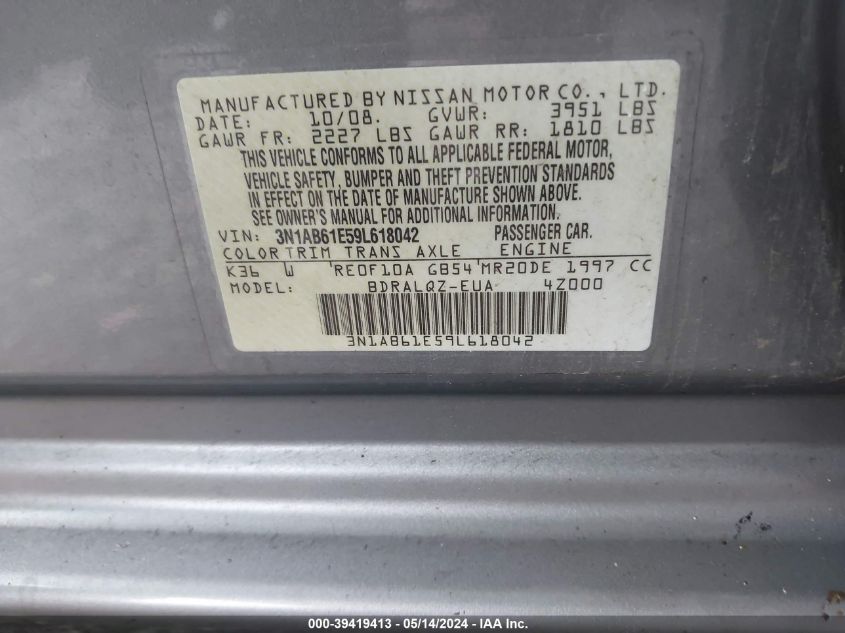 MANUFACTURED BY NISSAN MOTOR CO., LTD.
DATE: 10/08. GVWR: 3951 LBS
GAWR FR: 2227 LBS GAWR RR: 1810 LBS
THIS VEHICLE CONFORMS TO ALL APPLICABLE FEDERAL MOTOR,
VEHICLE SAFETY, BUMPER AND THEFT PREVENTION STANDARDS
IN EFFECT ON THE DATE OF MANUFACTURE SHOWN ABOVE.
SEE OWNER'S MANUAL FOR ADDITIONAL INFORMATION.
VIN: 3N1AB61E59L618042 PASSENGER CAR.
COLOR TRIM TRANS AXLE ENGINE
K36 W RE0F10A GB54 MR20DE 1997 CC
MODEL: BDRALQZ-EUA 4Z000
3N1AB61E59L618042
000-39419413 - 05/14/2024 - IAA Inc.